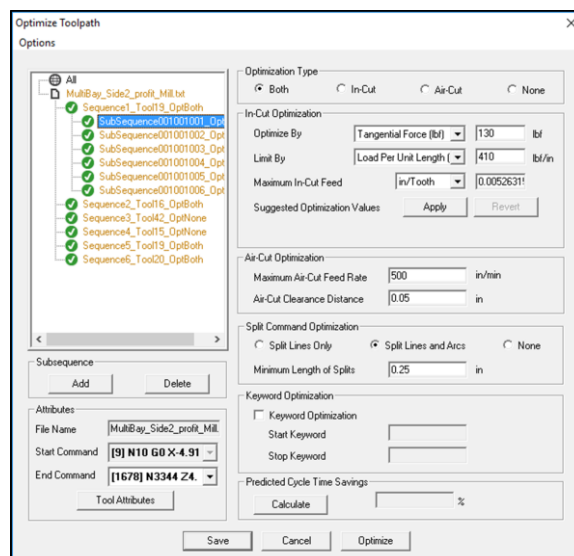 Optimize Toolpath
Options
All
MultiBay_Side2_profit_Mill.txt
Sequence1_Tool19_OptBoth
SubSequence001001001_Opt
SubSequence001001002_Opt
SubSequence001001003_Opt
SubSequence001001004_Opt
SubSequence001001005_Opt
SubSequence001001006_Opt
Sequence2_Tool16_OptBoth
Sequence3_Tool42_OptNone
Sequence4_Tool15_OptNone
Sequence5_Tool19_OptBoth
Sequence6_Tool20_OptBoth
Subsequence
Add Delete
Attributes
File Name MultiBay_Side2_profit_Mill.
Start Command [9] N10 G0 X-4.91
End Command [1678] N3344 Z4.
Tool Attributes
Optimization Type
Both In-Cut Air-Cut None
In-Cut Optimization
Optimize By Tangential Force (lbf) 130 lbf
Limit By Load Per Unit Length ( 410 lbf/in
Maximum In-Cut Feed in/Tooth 0.0052631
Suggested Optimization Values Apply Revert
Air-Cut Optimization
Maximum Air-Cut Feed Rate 500 in/min
Air-Cut Clearance Distance 0.05 in
Split Command Optimization
Split Lines Only Split Lines and Arcs None
Minimum Length of Splits 0.25 in
Keyword Optimization
Keyword Optimization
Start Keyword
Stop Keyword
Predicted Cycle Time Savings
Calculate %
Save Cancel Optimize